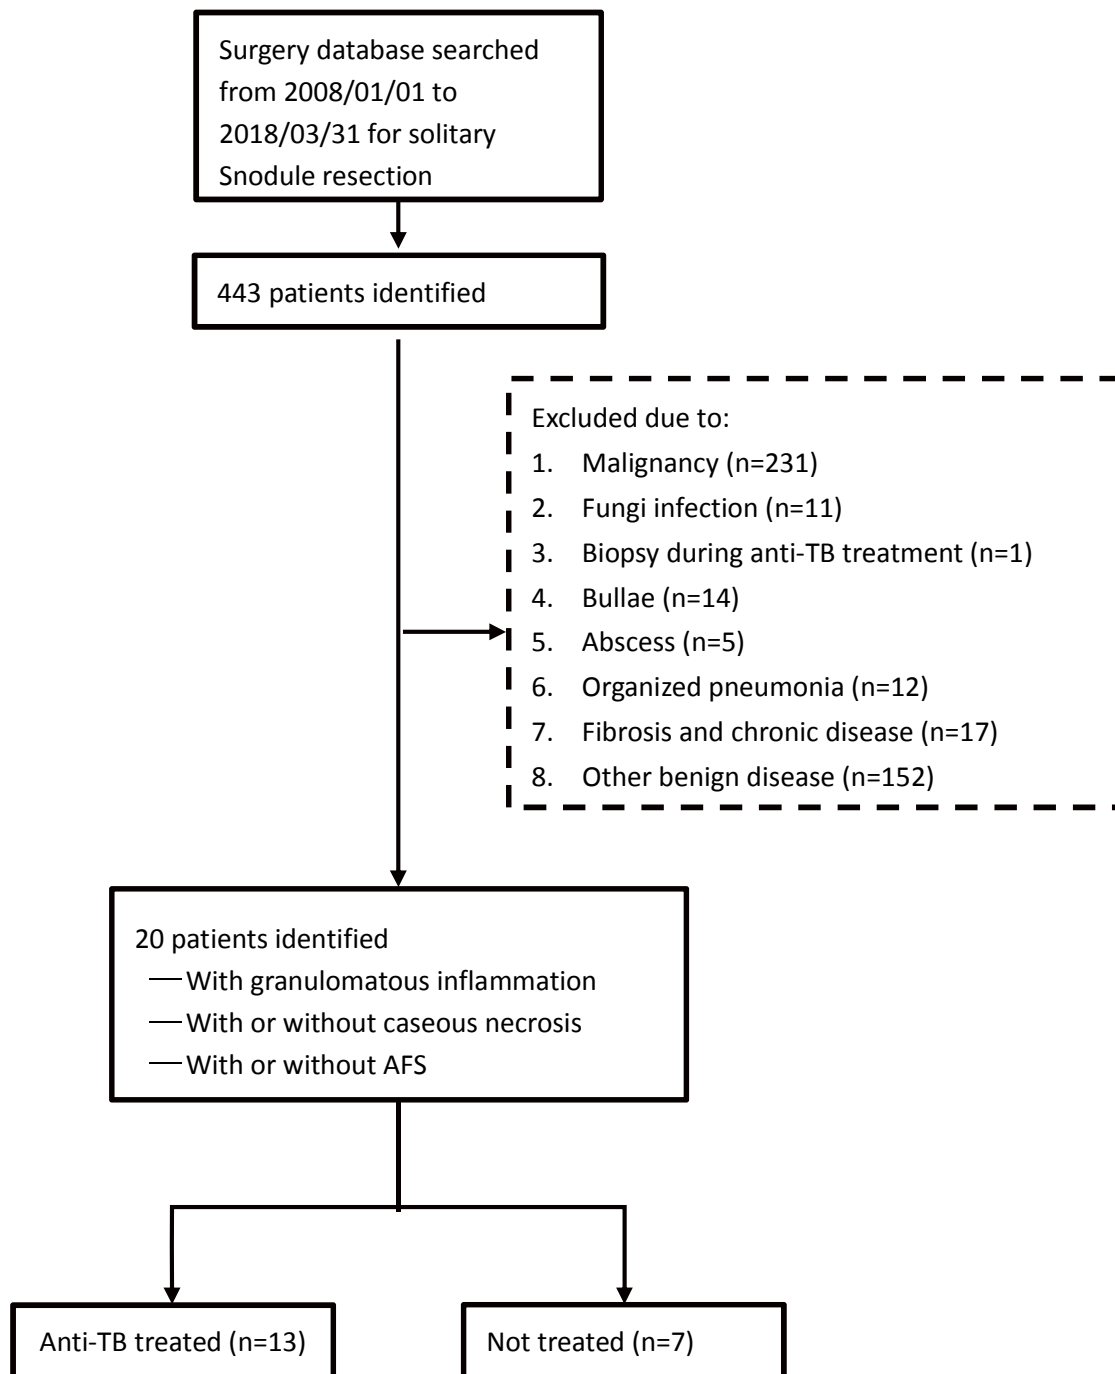 Surgery database searched
from 2008/01/01 to
2018/03/31 for solitary
Snodule resection
443 patients identified
Excluded due to:
1. Malignancy (n=231)
2. Fungi infection (n=11)
3. Biopsy during anti-TB treatment (n=1)
4. Bullae (n=14)
5. Abscess (n=5)
6. Organized pneumonia (n=12)
7. Fibrosis and chronic disease (n=17)
8. Other benign disease (n=152)
20 patients identified
—With granulomatous inflammation
—With or without caseous necrosis
—With or without AFS
Anti-TB treated (n=13)
Not treated (n=7)